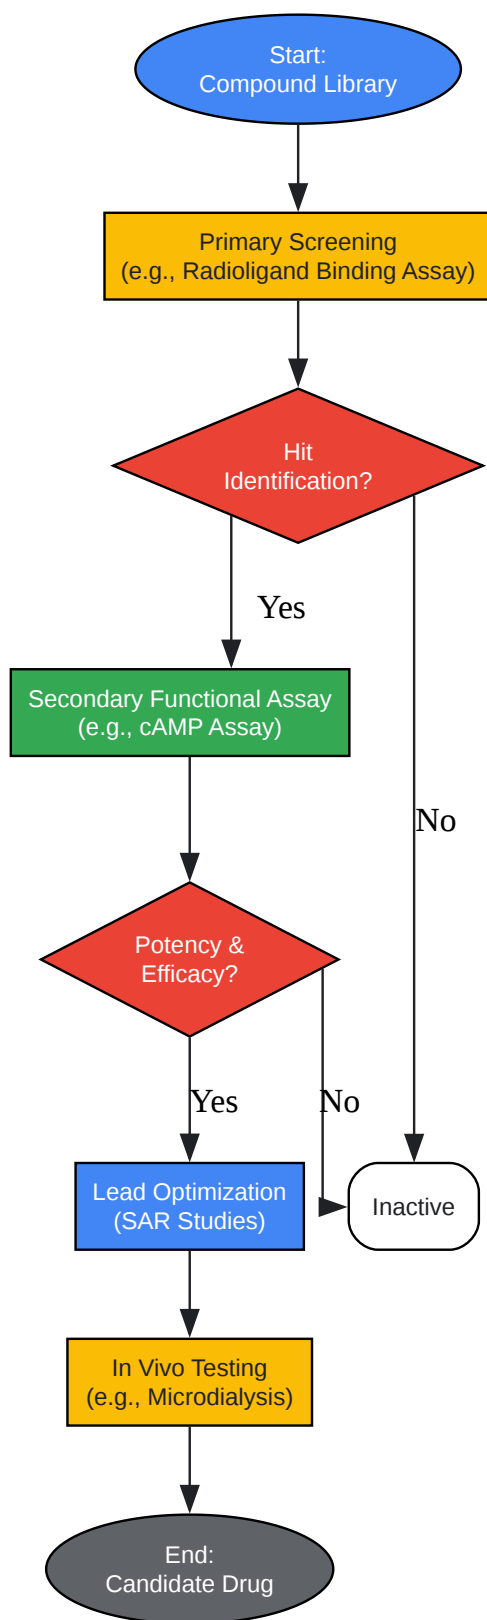 Start:
Compound Library
Primary Screening
(e.g., Radioligand Binding Assay)
Hit
Identification?
Yes
Secondary Functional Assay
(e.g., cAMP Assay)
No
Potency &
Efficacy?
Yes
No
Lead Optimization
(SAR Studies)
Inactive
In Vivo Testing
(e.g., Microdialysis)
End:
Candidate Drug